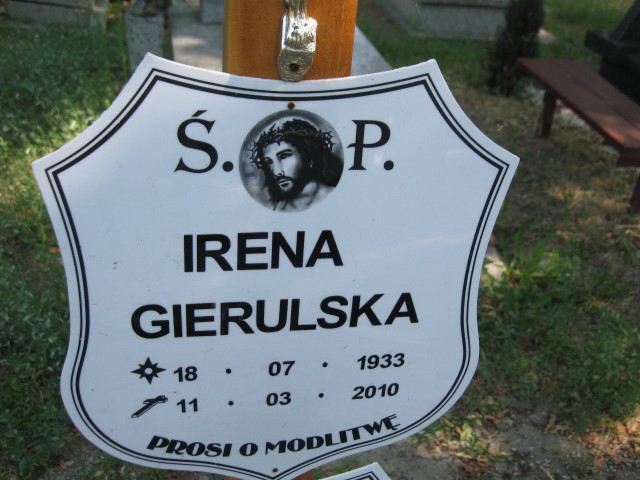 Ś. P.
IRENA
GIERULSKA
18 · 07 · 1933
11 · 03 · 2010
PROSI O MODLITWĘ